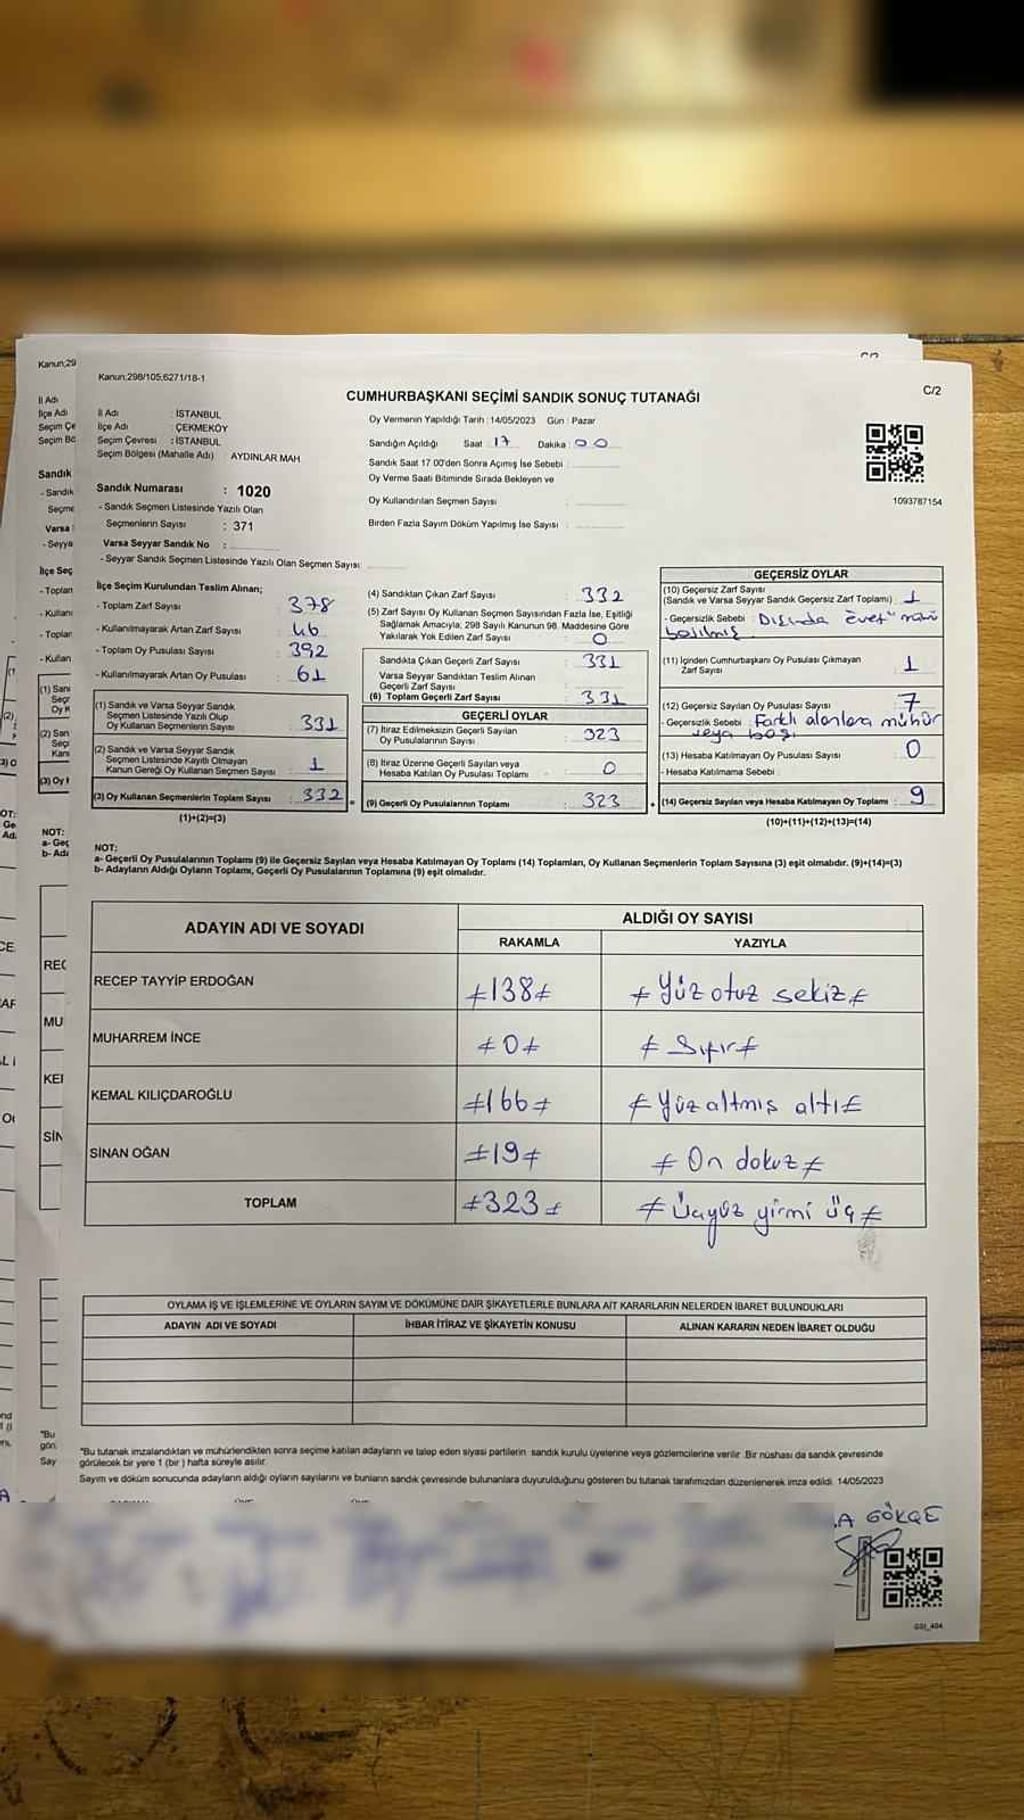 Kanun;29
Kanun;298/105,6271/18-1
CUMHURBAŞKANI SEÇİMİ SANDIK SONUÇ TUTANAĞI
C/2
İl Adı : İSTANBUL
İlçe Adı : ÇEKMEKÖY
Seçim Çevresi : İSTANBUL
Seçim Bölgesi (Mahalle Adı) AYDINLAR MAH
Sandık Numarası : 1020
- Sandık Seçmen Listesinde Yazılı Olan
Seçmenlerin Sayısı : 371
Varsa Seyyar Sandık No :
- Seyyar Sandık Seçmen Listesinde Yazılı Olan Seçmen Sayısı:
Oy Vermenin Yapıldığı Tarih : 14/05/2023 Gün : Pazar
Sandığın Açıldığı Saat : 17 Dakika : 00
Sandık Saat 17 00'den Sonra Açımış İse Sebebi :
Oy Verme Saati Bitiminde Sırada Bekleyen ve
Oy Kullandırılan Seçmen Sayısı :
Birden Fazla Sayım Döküm Yapılmış İse Sayısı :
1093787154
İlçe Seçim Kurulundan Teslim Alınan;
- Toplam Zarf Sayısı : 378
- Kullanılmayarak Artan Zarf Sayısı : 46
- Toplam Oy Pusulası Sayısı : 392
- Kullanılmayarak Artan Oy Pusulası : 61
(1) Sandık ve Varsa Seyyar Sandık
Seçmen Listesinde Yazılı Olup
Oy Kullanan Seçmenlerin Sayısı : 331
(2) Sandık ve Varsa Seyyar Sandık
Seçmen Listesinde Kayıtlı Olmayan
Kanun Gereği Oy Kullanan Seçmen Sayısı : 1
(3) Oy Kullanan Seçmenlerin Toplam Sayısı : 332
(1)+(2)=(3)
(4) Sandıktan Çıkan Zarf Sayısı : 332
(5) Zarf Sayısı Oy Kullanan Seçmen Sayısından Fazla İse, Eşitliği
Sağlamak Amacıyla; 298 Sayılı Kanunun 98. Maddesine Göre
Yakılarak Yok Edilen Zarf Sayısı : 0
Sandıkta Çıkan Geçerli Zarf Sayısı : 331
Varsa Seyyar Sandıktan Teslim Alınan
Geçerli Zarf Sayısı :
(6) Toplam Geçerli Zarf Sayısı : 331
GEÇERLİ OYLAR
(7) İtiraz Edilmeksizin Geçerli Sayılan
Oy Pusulalarının Sayısı : 323
(8) İtiraz Üzerine Geçerli Sayılan veya
Hesaba Katılan Oy Pusulası Toplamı : 0
(9) Geçerli Oy Pusulalarının Toplamı : 323
GEÇERSİZ OYLAR
(10) Geçersiz Zarf Sayısı
(Sandık ve Varsa Seyyar Sandık Geçersiz Zarf Toplamı) : 1
- Geçersizlik Sebebi : Dışında evet"
basılmış
(11) İçinden Cumhurbaşkanı Oy Pusulası Çıkmayan
Zarf Sayısı : 1
(12) Geçersiz Sayılan Oy Pusulası Sayısı : 7
- Geçersizlik Sebebi : Farklı alanlara mühür
veya boş
(13) Hesaba Katılmayan Oy Pusulası Sayısı : 0
- Hesaba Katılmama Sebebi :
(14) Geçersiz Sayılan veya Hesaba Katılmayan Oy Toplamı : 9
(10)+(11)+(12)+(13)=(14)
NOT:
a- Geçerli Oy Pusulalarının Toplamı (9) ile Geçersiz Sayılan veya Hesaba Katılmayan Oy Toplamı (14) Toplamları, Oy Kullanan Seçmenlerin Toplam Sayısına (3) eşit olmalıdır. (9)+(14)=(3)
b- Adayların Aldığı Oyların Toplamı, Geçerli Oy Pusulalarının Toplamına (9) eşit olmalıdır.
ADAYIN ADI VE SOYADI ALDIĞI OY SAYISI
RAKAMLA YAZIYLA
RECEP TAYYİP ERDOĞAN ≠138≠ ≠ Yüz otuz sekiz ≠
MUHARREM İNCE ≠0≠ ≠ Sıfır ≠
KEMAL KILIÇDAROĞLU ≠166≠ ≠ Yüz altmış altı ≠
SİNAN OĞAN ≠19≠ ≠ On dokuz ≠
TOPLAM ≠323≠ ≠ Üçyüz yirmi üç ≠
OYLAMA İŞ VE İŞLEMLERİNE VE OYLARIN SAYIM VE DÖKÜMÜNE DAİR ŞİKAYETLERLE BUNLARA AİT KARARLARIN NELERDEN İBARET BULUNDUKLARI
ADAYIN ADI VE SOYADI İHBAR İTİRAZ VE ŞİKAYETİN KONUSU ALINAN KARARIN NEDEN İBARET OLDUĞU
"Bu tutanak imzalandıktan ve mühürlendikten sonra seçime katılan adayların ve talep eden siyasi partilerin sandık kurulu üyelerine veya gözlemcilerine verilir. Bir nüshası da sandık çevresinde
görülecek bir yere 1 (bir ) hafta süreyle asılır.
Sayım ve döküm sonucunda adayların aldığı oyların sayılarını ve bunların sandık çevresinde bulunanlara duyurulduğunu gösteren bu tutanak tarafımızdan düzenlenerek imza edildi. 14/05/2023
.A GÖKÇE